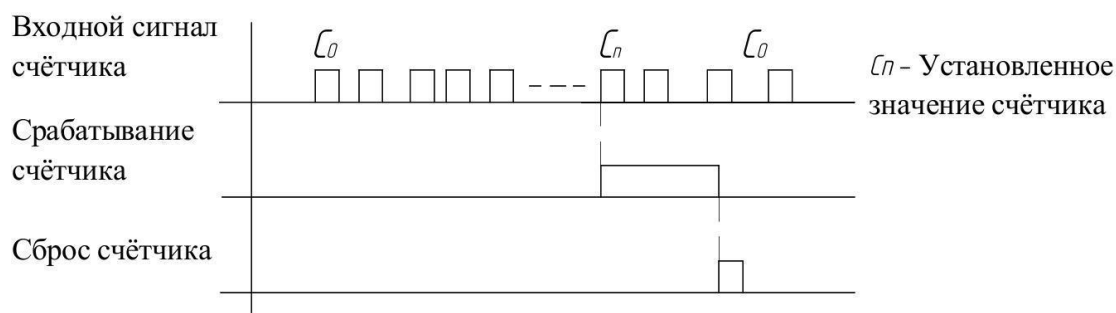 Входной сигнал
счётчика
C0
Cn
C0
Cn – Установленное
значение счётчика
Срабатывание
счётчика
Сброс счётчика